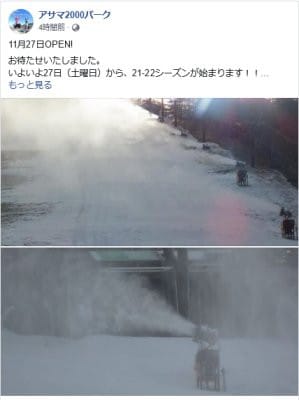 アサマ2000パーク
4時間前
11月27日OPEN!
お待たせいたしました。
いよいよ27日（土曜日）から、21-22シーズンが始まります！！...
もっと見る